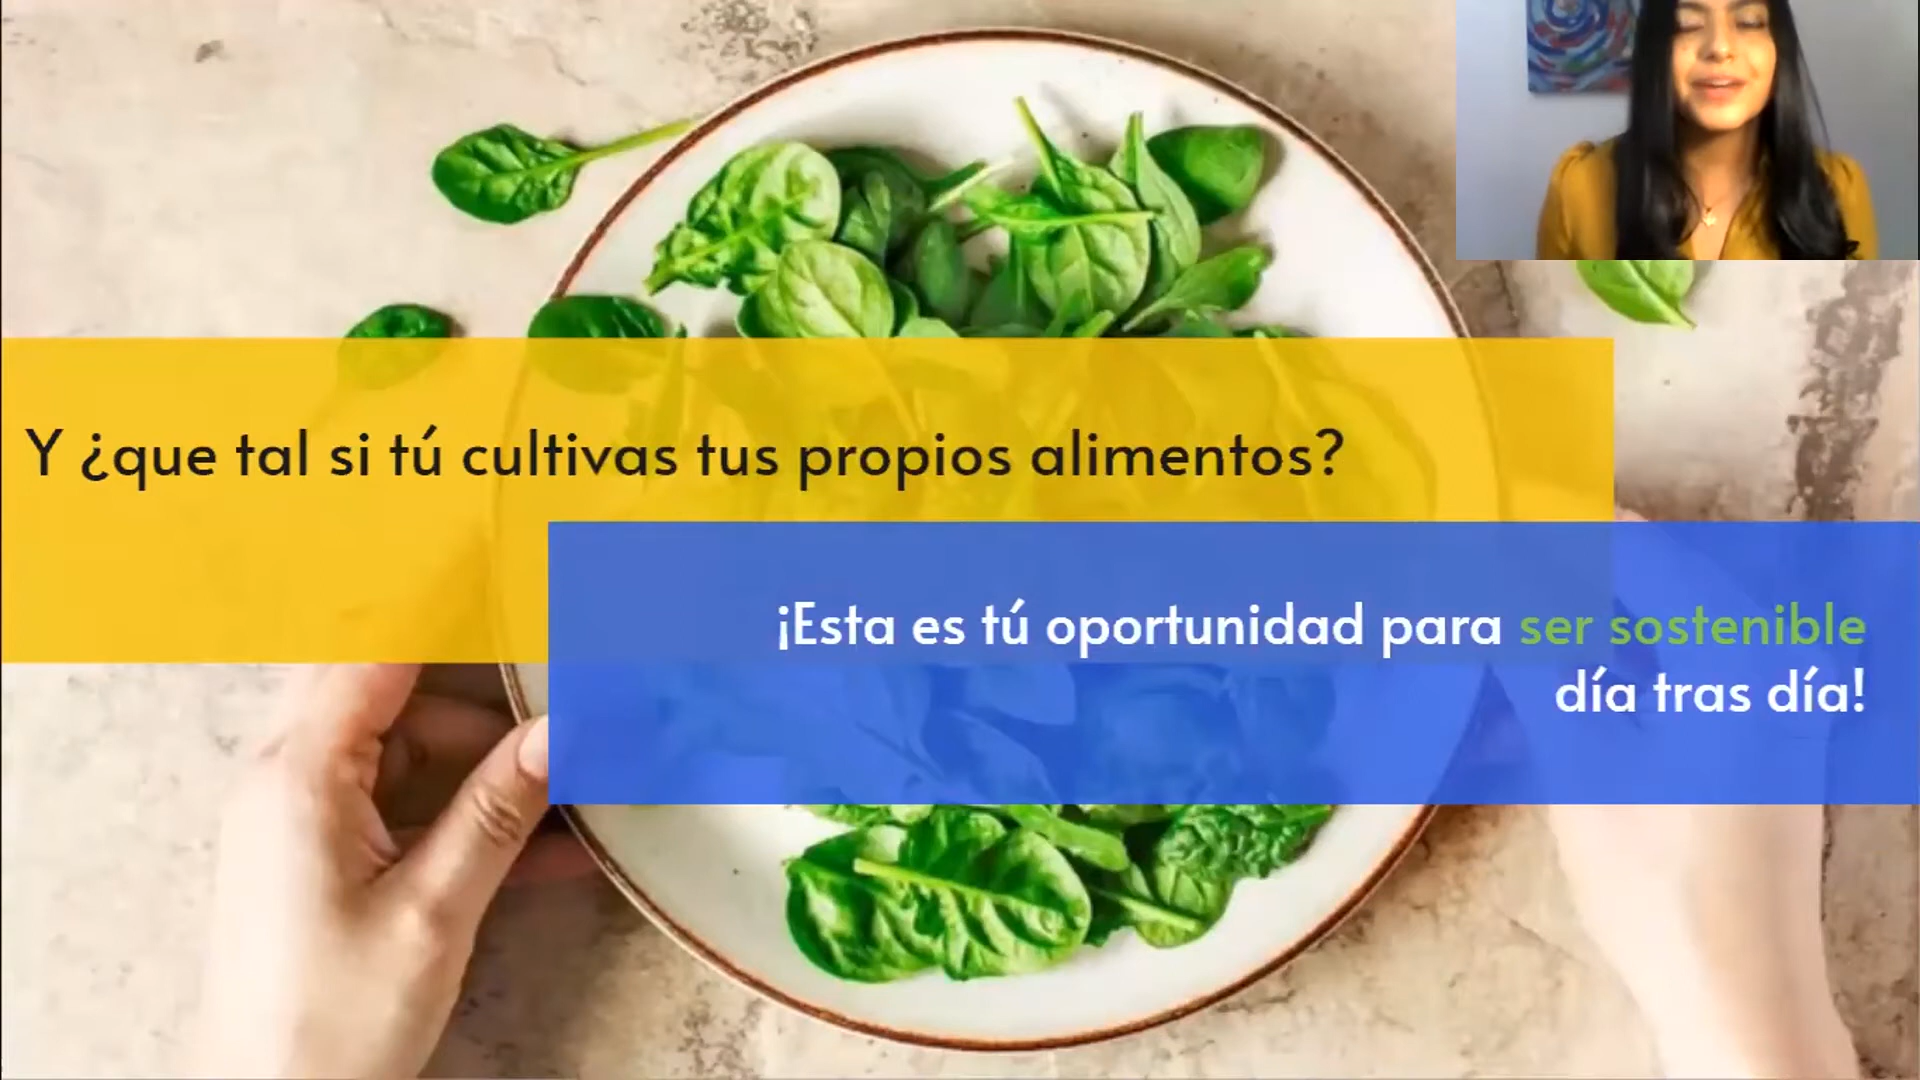 Y ¿que tal si tú cultivas tus propios alimentos?
¡Esta es tú oportunidad para ser sostenible
día tras día!